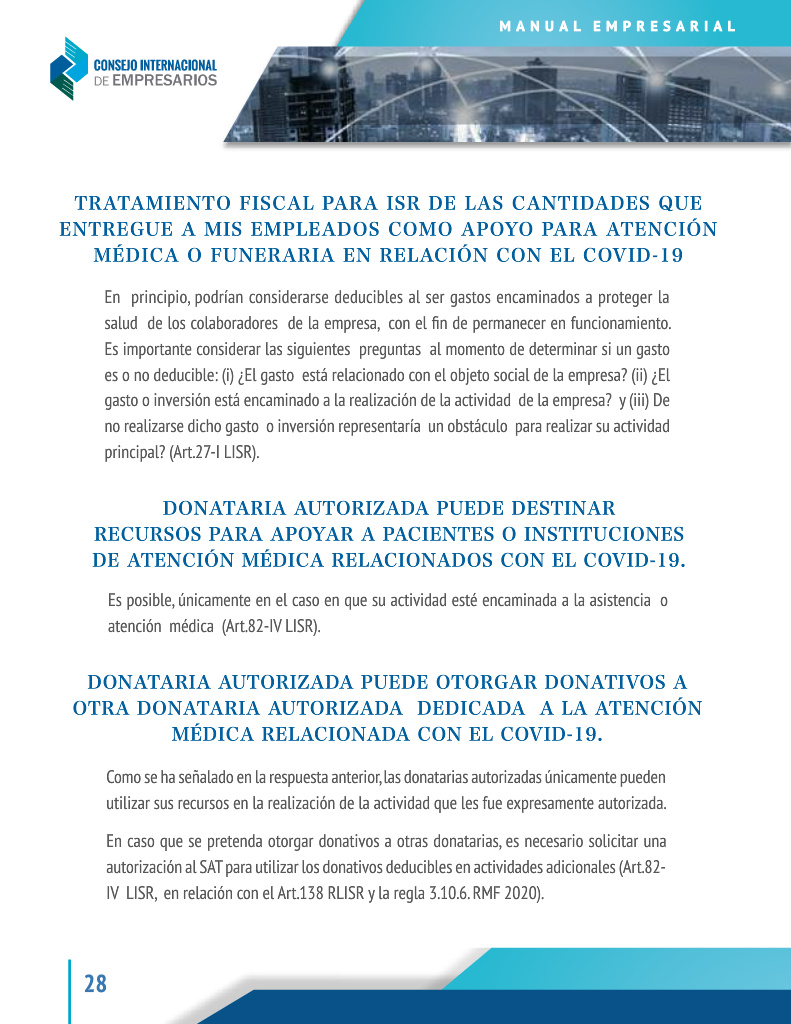 MANUAL EMPRESARIAL
CONSEJO INTERNACIONAL
DE EMPRESARIOS
TRATAMIENTO FISCAL PARA ISR DE LAS CANTIDADES QUE
ENTREGUE A MIS EMPLEADOS COMO APOYO PARA ATENCIÓN
MÉDICA O FUNERARIA EN RELACIÓN CON EL COVID-19
En principio, podrían considerarse deducibles al ser gastos encaminados a proteger la
salud de los colaboradores de la empresa, con el fin de permanecer en funcionamiento.
Es importante considerar las siguientes preguntas al momento de determinar si un gasto
es o no deducible: (i) ¿El gasto está relacionado con el objeto social de la empresa? (ii) ¿El
gasto o inversión está encaminado a la realización de la actividad de la empresa? y (iii) De
no realizarse dicho gasto o inversión representaría un obstáculo para realizar su actividad
principal? (Art.27-I LISR).
DONATARIA AUTORIZADA PUEDE DESTINAR
RECURSOS PARA APOYAR A PACIENTES O INSTITUCIONES
DE ATENCIÓN MÉDICA RELACIONADOS CON EL COVID-19.
Es posible, únicamente en el caso en que su actividad esté encaminada a la asistencia o
atención médica (Art.82-IV LISR).
DONATARIA AUTORIZADA PUEDE OTORGAR DONATIVOS A
OTRA DONATARIA AUTORIZADA DEDICADA A LA ATENCIÓN
MÉDICA RELACIONADA CON EL COVID-19.
Como se ha señalado en la respuesta anterior, las donatarias autorizadas únicamente pueden
utilizar sus recursos en la realización de la actividad que les fue expresamente autorizada.
En caso que se pretenda otorgar donativos a otras donatarias, es necesario solicitar una
autorización al SAT para utilizar los donativos deducibles en actividades adicionales (Art.82-
IV LISR, en relación con el Art.138 RLISR y la regla 3.10.6. RMF 2020).
28